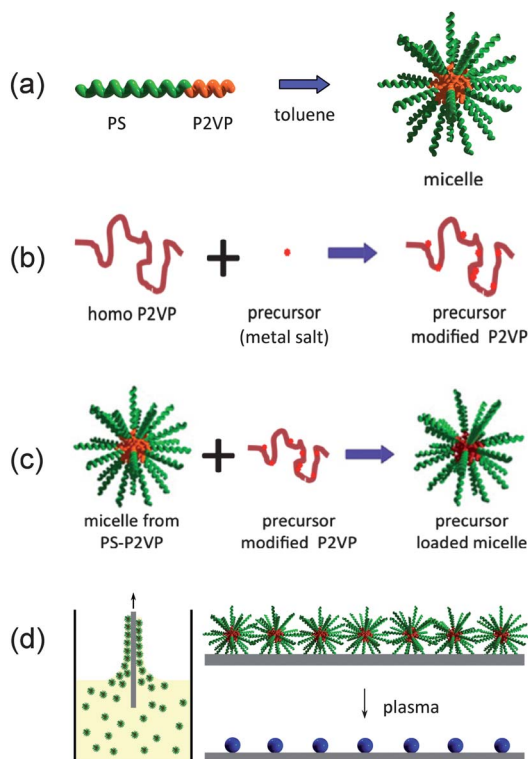 (a)
PS
P2VP
toluene
micelle
(b)
homo P2VP
precursor
(metal salt)
precursor
modified P2VP
(c)
micelle from
PS-P2VP
precursor
modified P2VP
precursor
loaded micelle
(d)
plasma